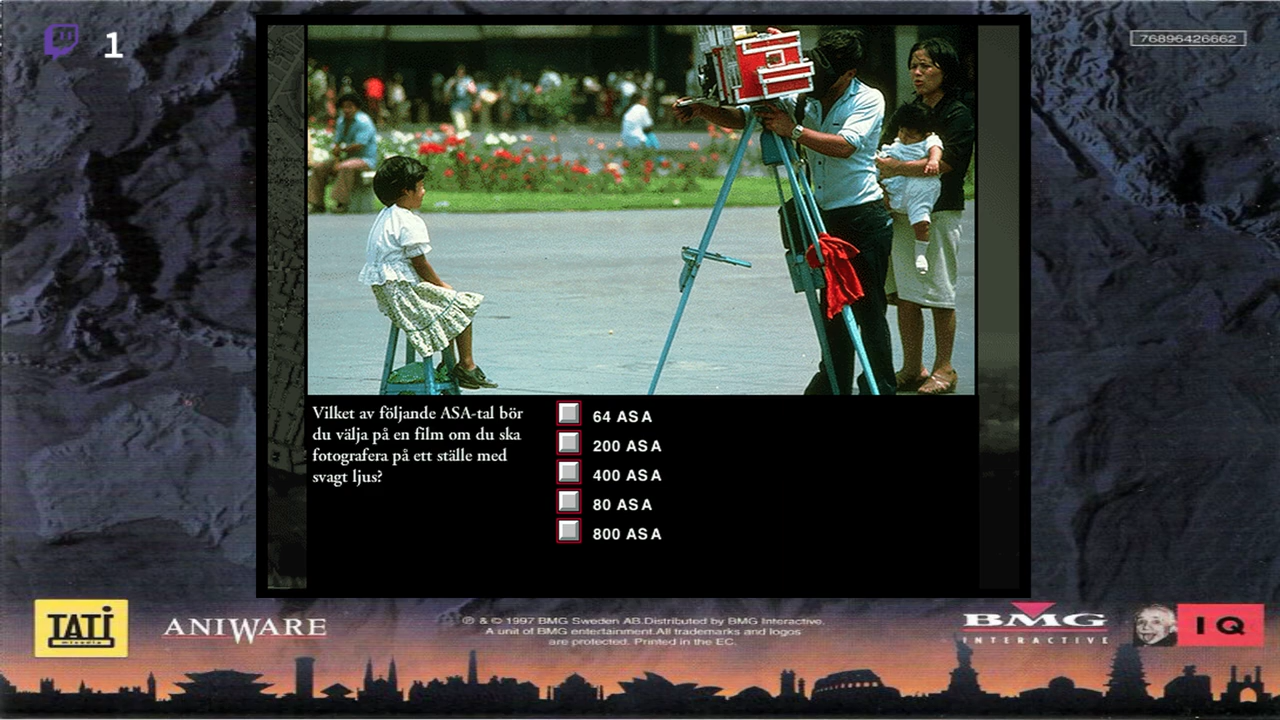 1
76896426662
Vilket av följande ASA-tal bör
du välja på en film om du ska
fotografera på ett ställe med
svagt ljus?
64 ASA
200 ASA
400 ASA
80 ASA
800 ASA
TATi
mixedia
ANIWARE
℗ & © 1997 BMG Sweden AB.Distributed by BMG Interactive.
A unit of BMG entertainment.All trademarks and logos
are protected. Printed in the EC.
BMG
INTERACTIVE
IQ